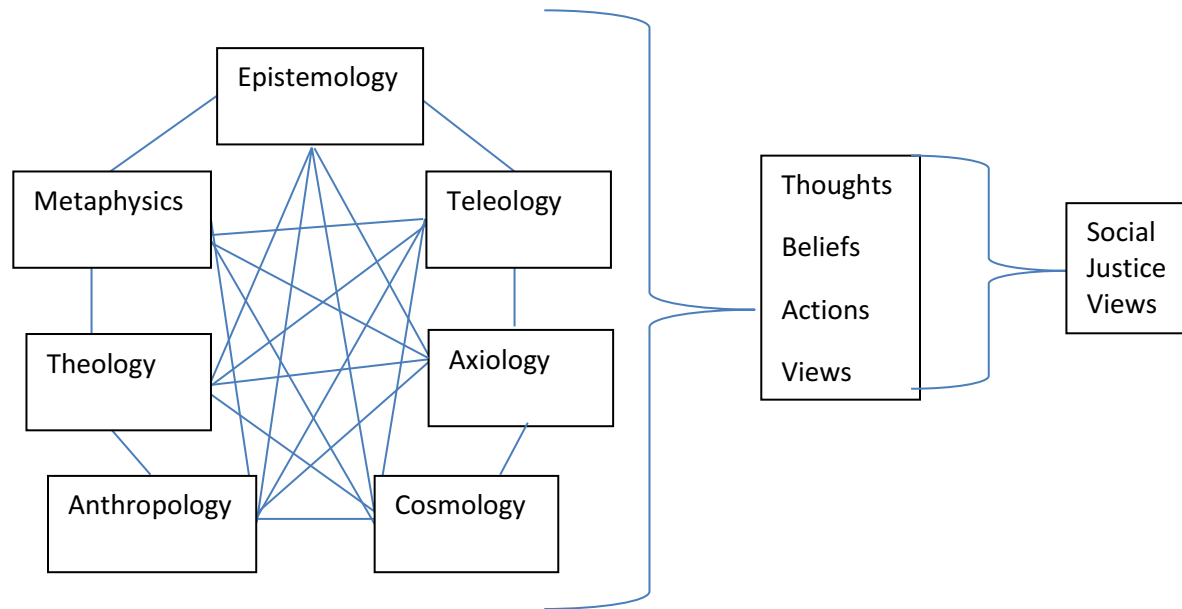 Epistemology
Metaphysics
Teleology
Theology
Axiology
Anthropology
Cosmology
Thoughts
Beliefs
Actions
Views
Social
Justice
Views